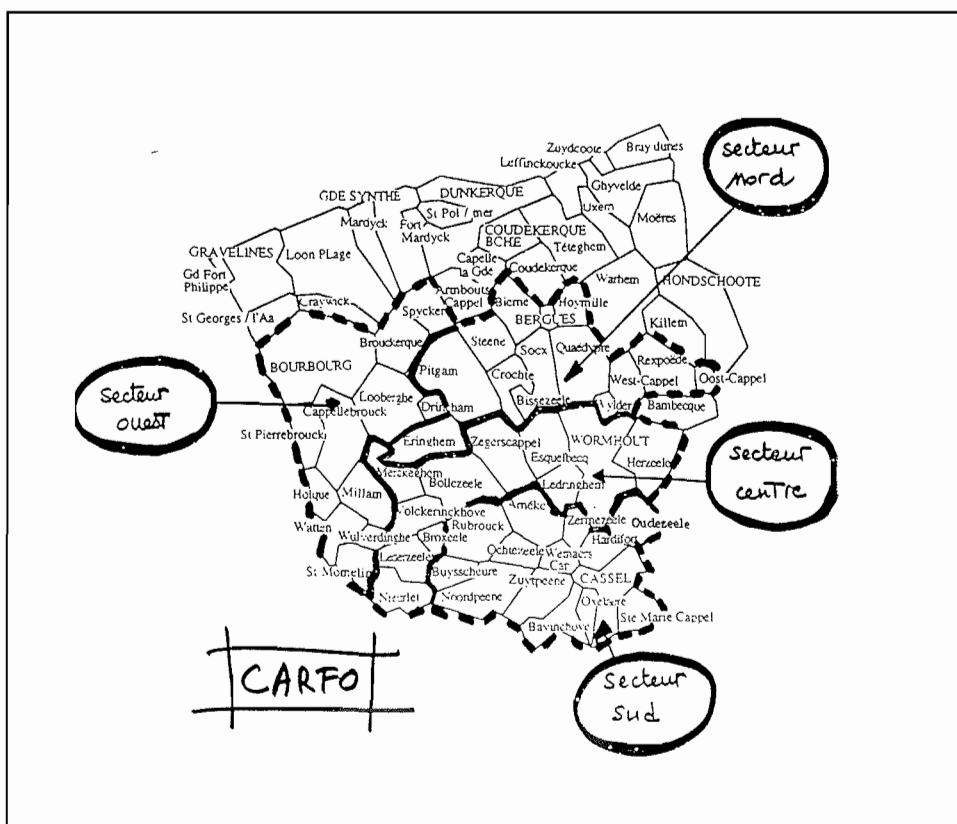 Zuydcoote
Bray dunes
Leffinckoucke
secteur
nord
Ghyvelde
GDE SYNTHE
DUNKERQUE
Uxem
Mardyck
St Pol / mer
Fort
Mardyck
Moëres
COUDEKERQUE
BCHE
Téteghem
GRAVELINES
Loon PLage
Capelle
la Gde
Coudekerque
Gd Fort
Philippe
Warhem
HONDSCHOOTE
Armbouts
Cappel
Bierne
Hoymille
Craywick
St Georges / l'Aa
Spycker
BERGUES
Killem
Brouckerque
Steene
Socx
Quaëdypre
Rexpoëde
BOURBOURG
Pitgam
Crochte
West-Cappel
Oost-Cappel
secteur
ouest
Looberghe
Cappellebrouck
Drincham
Bissezeele
Wylder
Bambecque
St Pierrebrouck
Eringhem
Zegerscappel
WORMHOUT
Esquelbecq
Herzeele
secteur
centre
Merckeghem
Bollezeele
Ledringhem
Holque
Millam
Volckerinckhove
Arnèke
Watten
Rubrouck
Zermezeele
Oudezeele
Wulverdinghe
Broxeele
Hardifort
Lederzeele
Ochtezeele
Wemaers
Cap
St Momelin
Buysscheure
Zuytpeene
CASSEL
Nieurlet
Noordpeene
Oxelaere
Ste Marie Cappel
Bavinchove
CARFO
secteur
sud